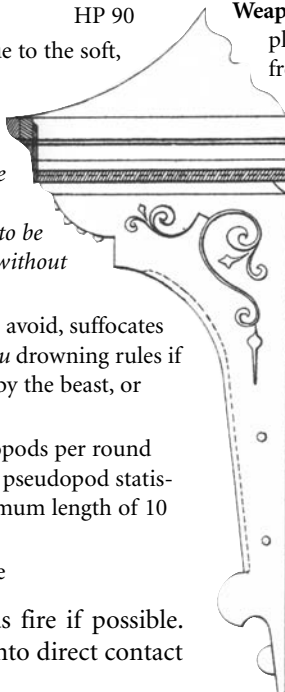 HP 90
ue to the soft,
e
to be
without
avoid, suffocates
u drowning rules if
by the beast, or
opods per round
pseudopod statis-
mum length of 10
e
s fire if possible.
nto direct contact
Weap
pl
fr